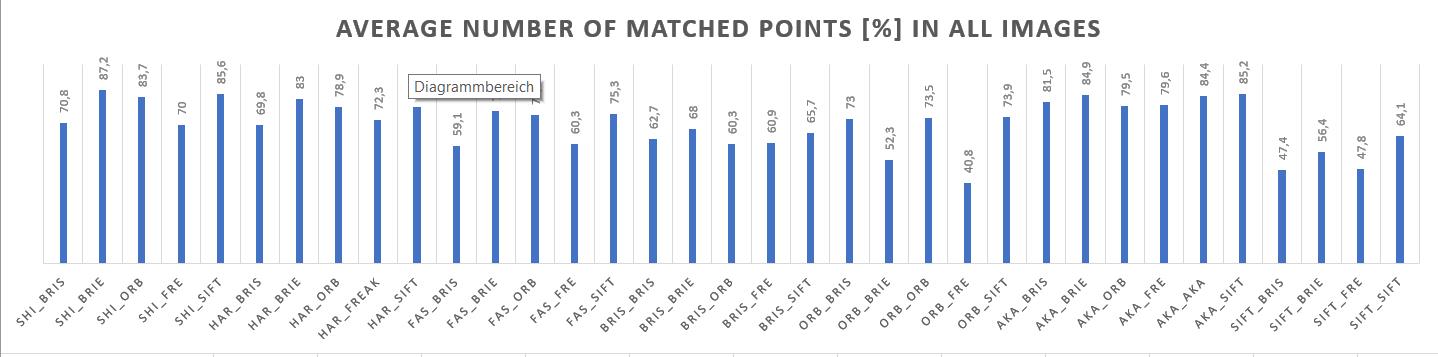 AVERAGE NUMBER OF MATCHED POINTS [%] IN ALL IMAGES
70,8
87,2
83,7
70
85,6
69,8
83
78,9
72,3
Diagrammbereich
59,1
60,3
75,3
62,7
68
60,3
60,9
65,7
73
52,3
73,5
40,8
73,9
81,5
84,9
79,5
79,6
84,4
85,2
47,4
56,4
47,8
64,1
SHI_BRIS
SHI_BRIE
SHI_ORB
SHI_FRE
SHI_SIFT
HAR_BRIS
HAR_BRIE
HAR_ORB
HAR_FREAK
HAR_SIFT
FAS_BRIS
FAS_BRIE
FAS_ORB
FAS_FRE
FAS_SIFT
BRIS_BRIS
BRIS_BRIE
BRIS_ORB
BRIS_FRE
BRIS_SIFT
ORB_BRIS
ORB_BRIE
ORB_ORB
ORB_FRE
ORB_SIFT
AKA_BRIS
AKA_BRIE
AKA_ORB
AKA_FRE
AKA_AKA
AKA_SIFT
SIFT_BRIS
SIFT_BRIE
SIFT_FRE
SIFT_SIFT